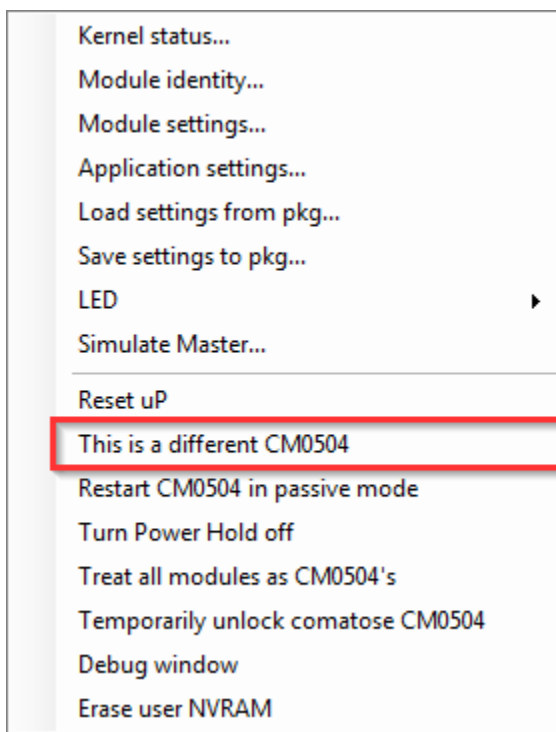 Kernel status...
Module identity...
Module settings...
Application settings...
Load settings from pkg...
Save settings to pkg...
LED
Simulate Master...
Reset uP
This is a different CM0504
Restart CM0504 in passive mode
Turn Power Hold off
Treat all modules as CM0504's
Temporarily unlock comatose CM0504
Debug window
Erase user NVRAM